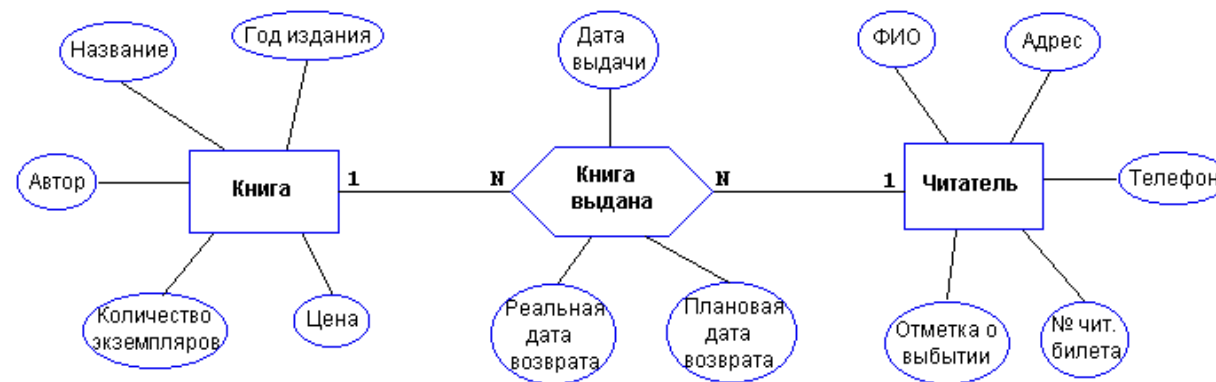 Название
Год издания
Дата
выдачи
ФИО
Адрес
Автор
Книга
1
N
Книга
выдана
N
1
Читатель
Телефон
Количество
экземпляров
Цена
Реальная
дата
возврата
Плановая
дата
возврата
Отметка о
выбытии
№ чит.
билета